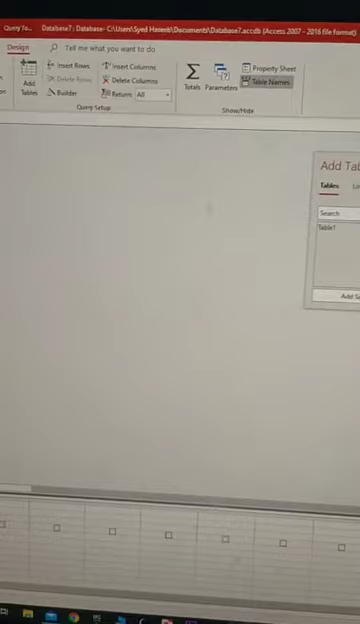 Query To... Database7 : Database- C:\Users\Syed Haseeb\Documents\Database7.accdb (Access 2007 - 2016 file format)
Design Tell me what you want to do
Insert Rows Insert Columns Property Sheet
Delete Rows Delete Columns Table Names
Add Tables Builder Return: All Totals Parameters
Query Setup Show/Hide
Add Tab
Tables
Search
Table1
Add Se